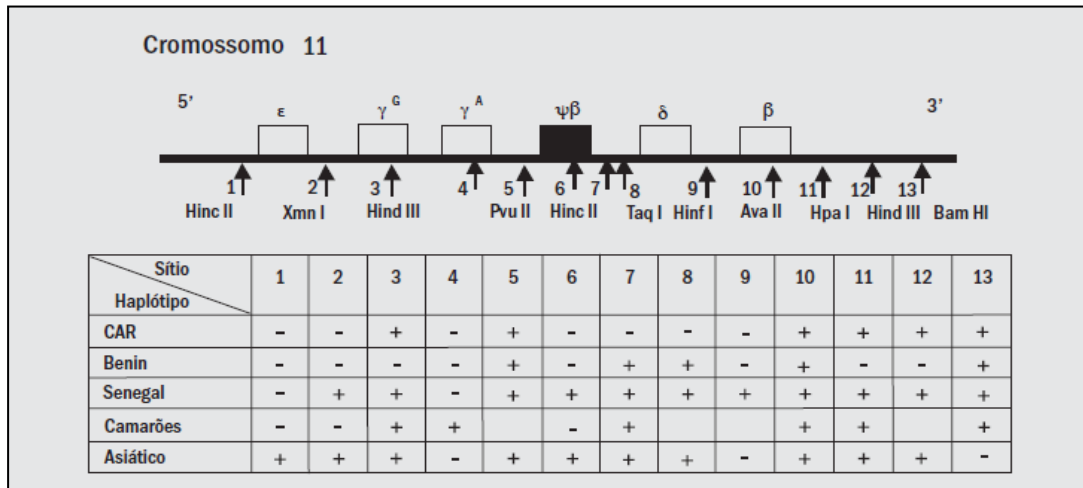 Cromossomo 11
5’ ε γ G γ A ψβ δ β 3’
1 2 3 4 5 6 7 8 9 10 11 12 13
Hinc II Xmn I Hind III Pvu II Hinc II Taq I Hinf I Ava II Hpa I Hind III Bam HI
Sítio
Haplótipo 1 2 3 4 5 6 7 8 9 10 11 12 13
CAR - - + - + - - - - + + + +
Benin - - - - + - + + - + - - +
Senegal - + + - + + + + + + + + +
Camarões - - + + - + + + +
Asiático + + + - + + + + - + + + -